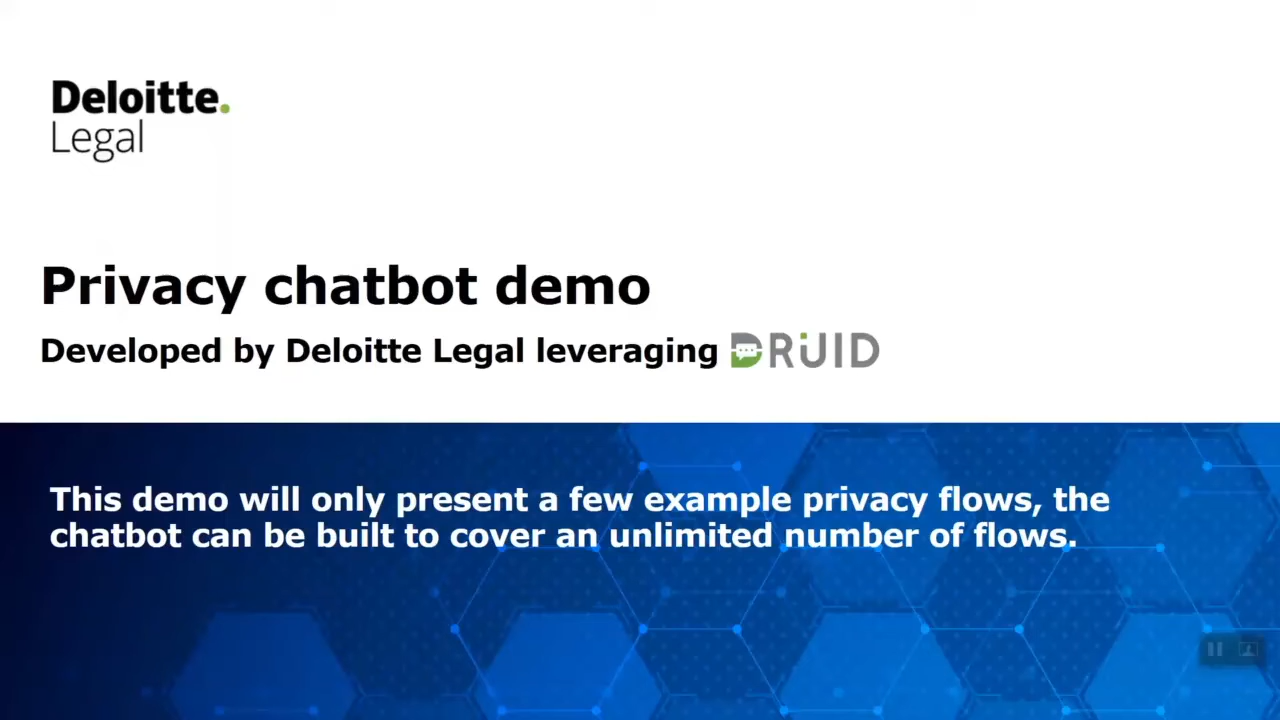 Deloitte.
Legal
Privacy chatbot demo
Developed by Deloitte Legal leveraging DRUID
This demo will only present a few example privacy flows, the
chatbot can be built to cover an unlimited number of flows.